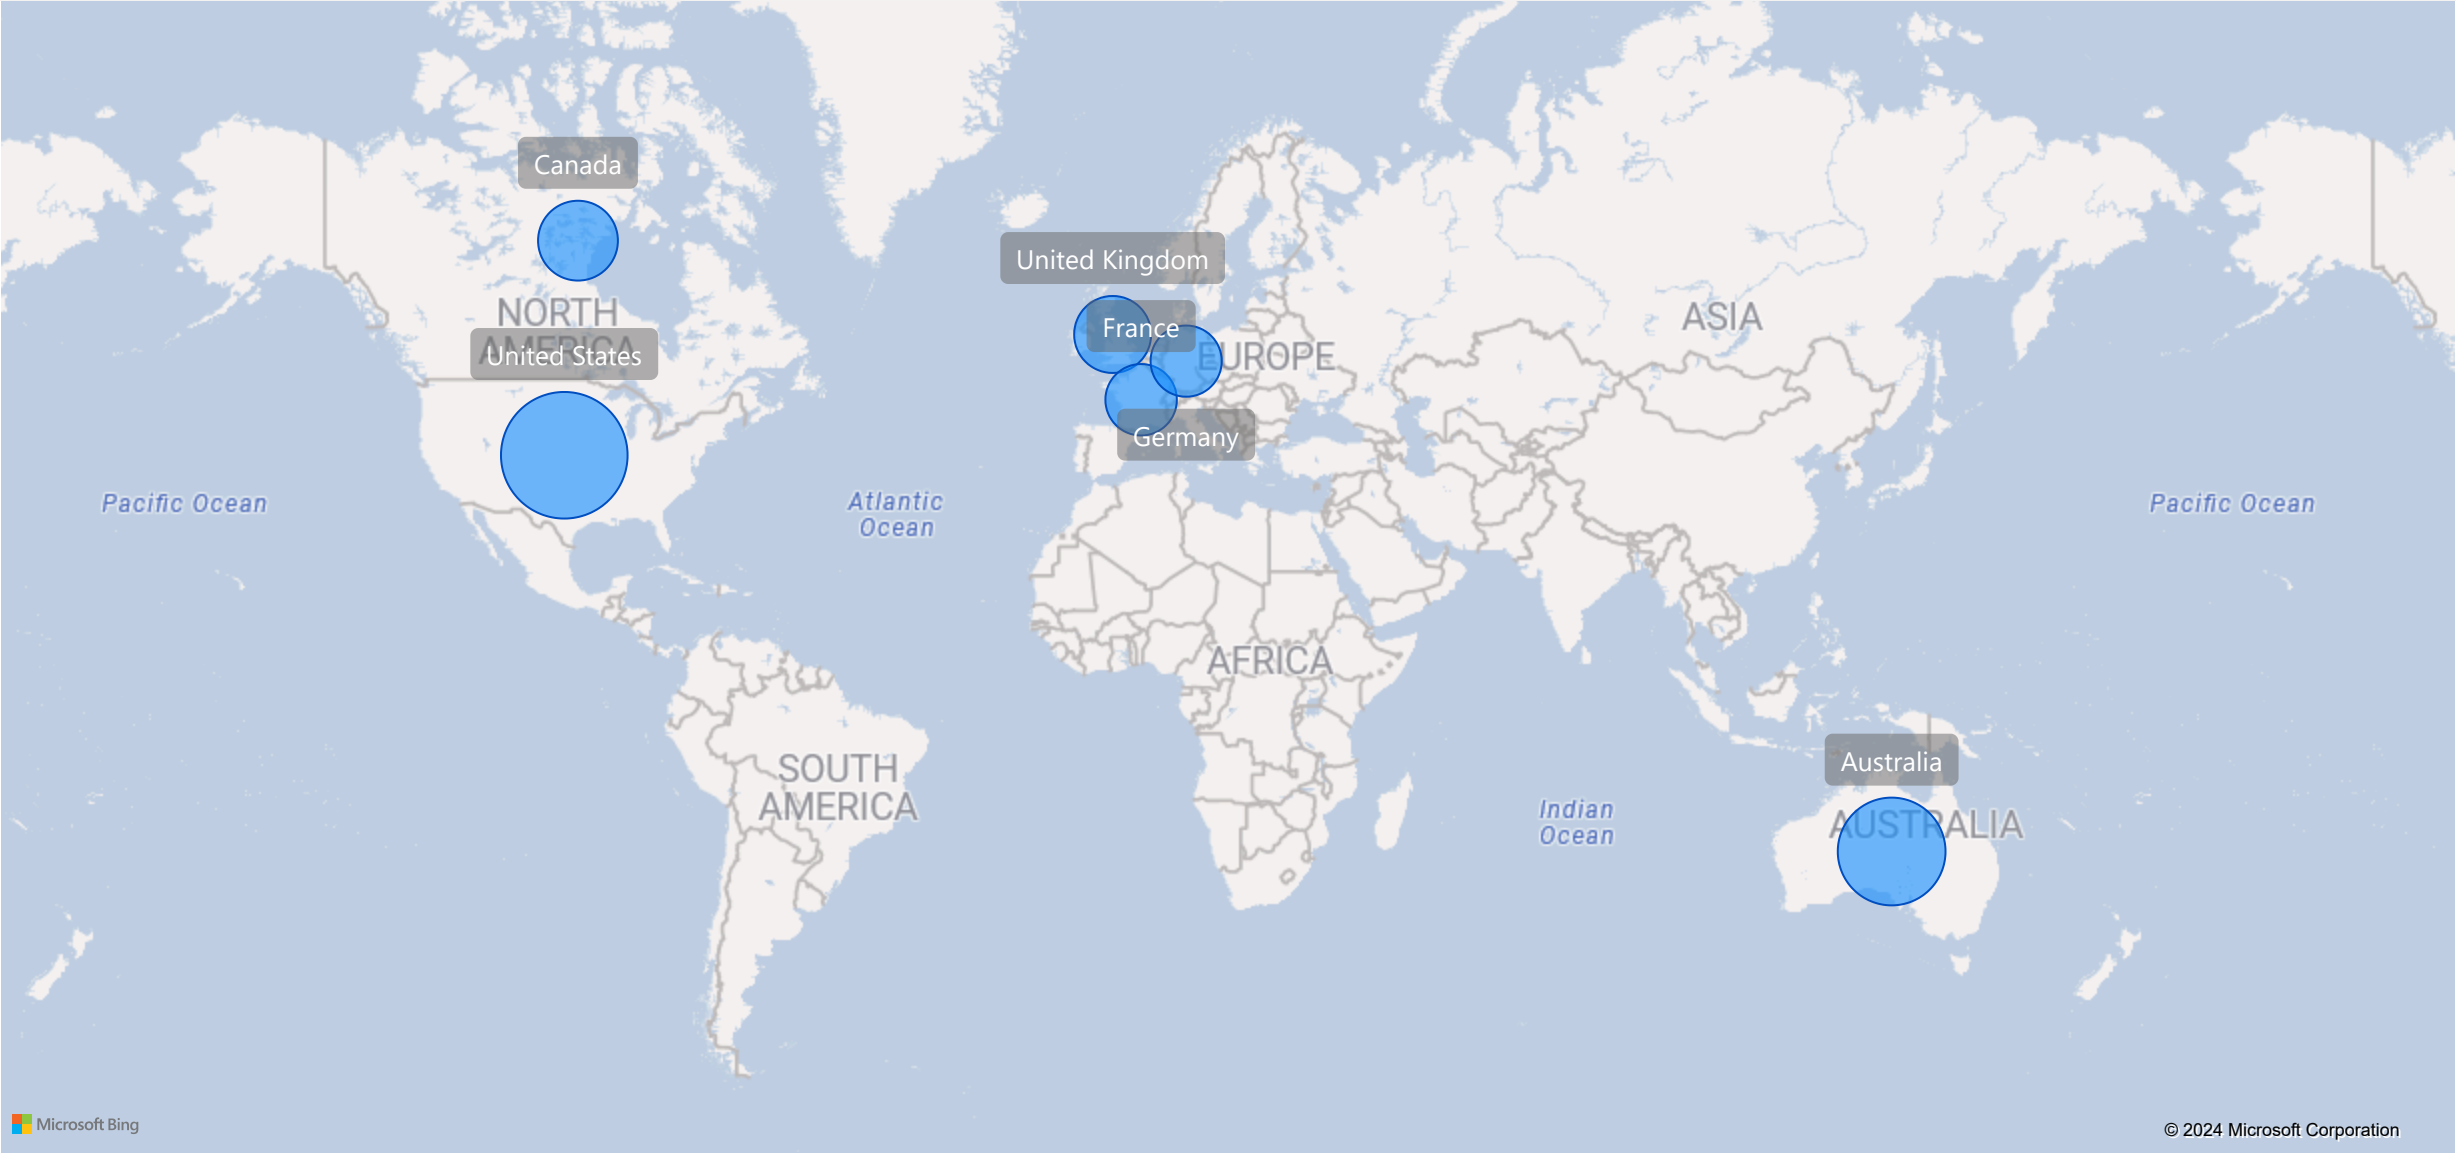 Canada
United Kingdom
NORTH
AMERICA
United States
France
EUROPE
ASIA
Germany
Pacific Ocean
Atlantic
Ocean
Pacific Ocean
AFRICA
SOUTH
AMERICA
Indian
Ocean
Australia
AUSTRALIA
Microsoft Bing
© 2024 Microsoft Corporation